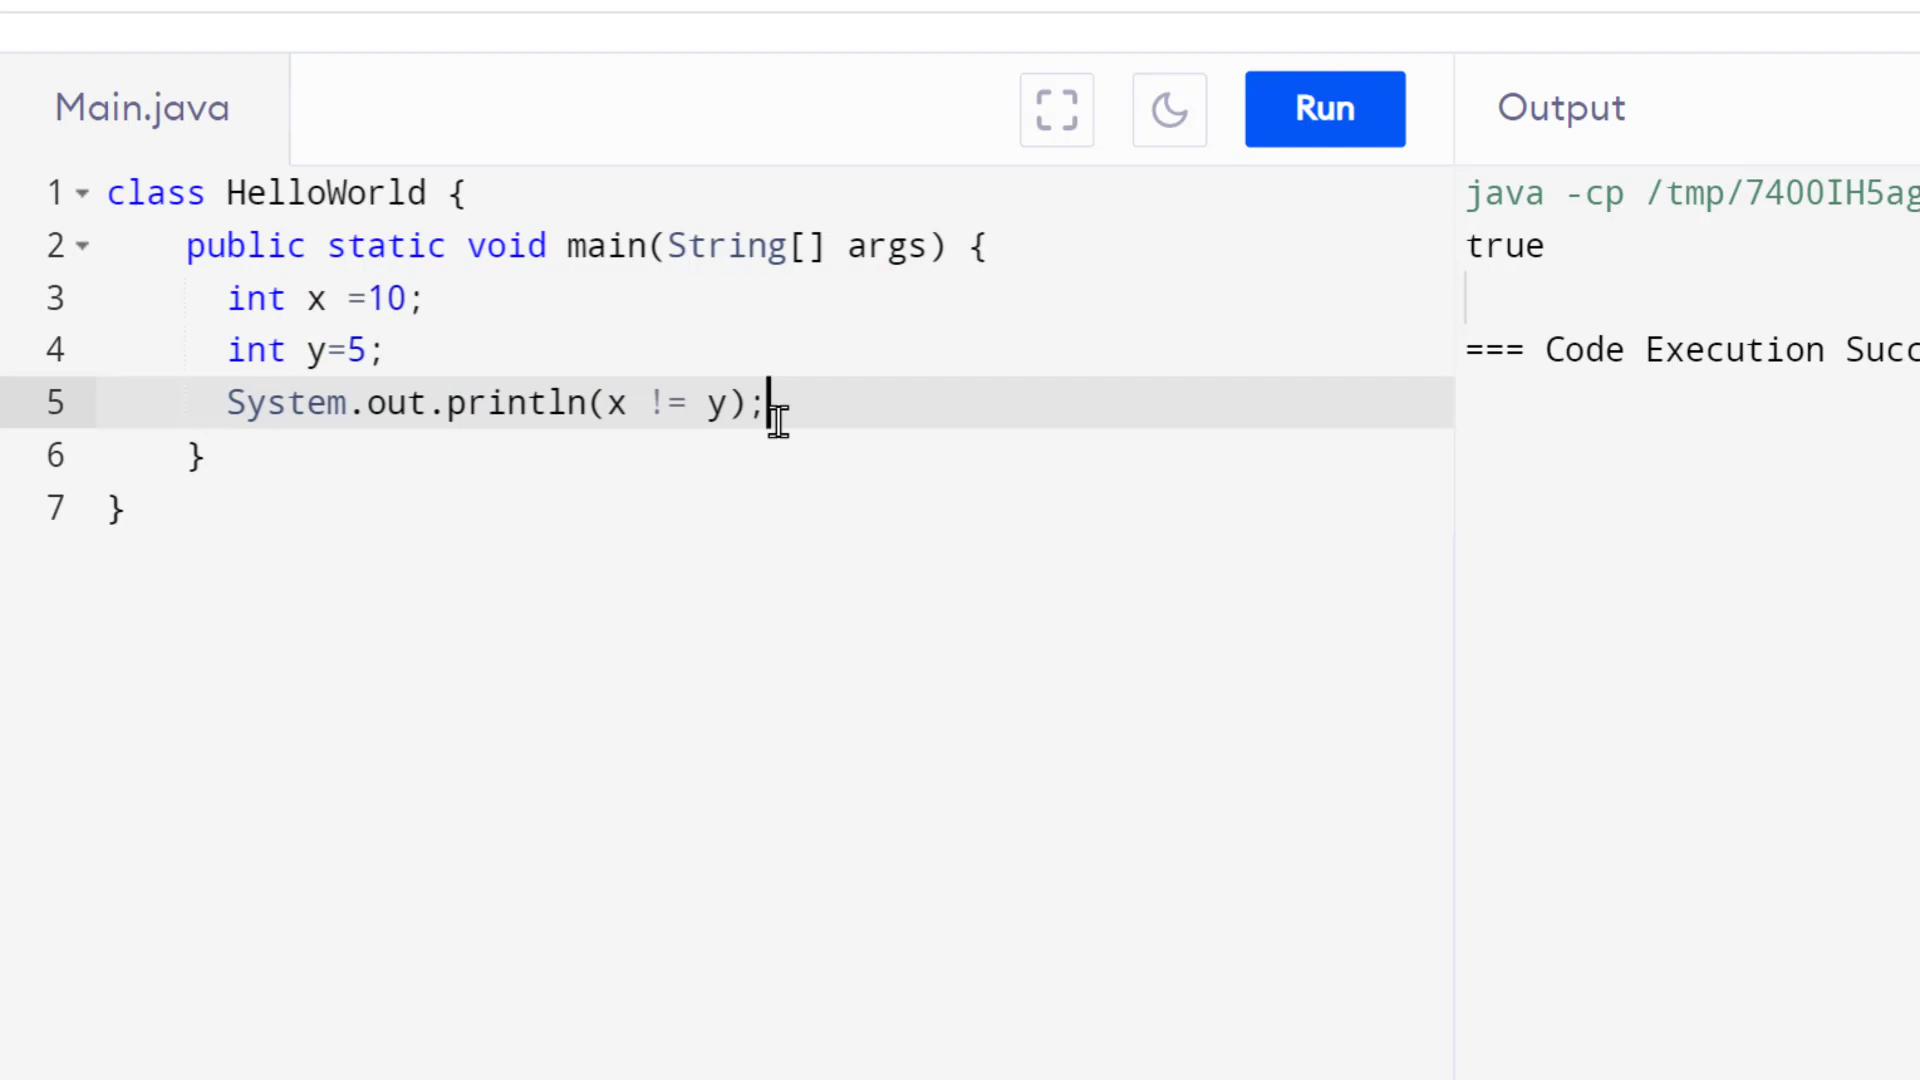 Main.java
Run
Output
1 class HelloWorld {
2 public static void main(String[] args) {
3 int x =10;
4 int y=5;
5 System.out.println(x != y);
6 }
7 }
java -cp /tmp/7400IH5ag
true
=== Code Execution Succ